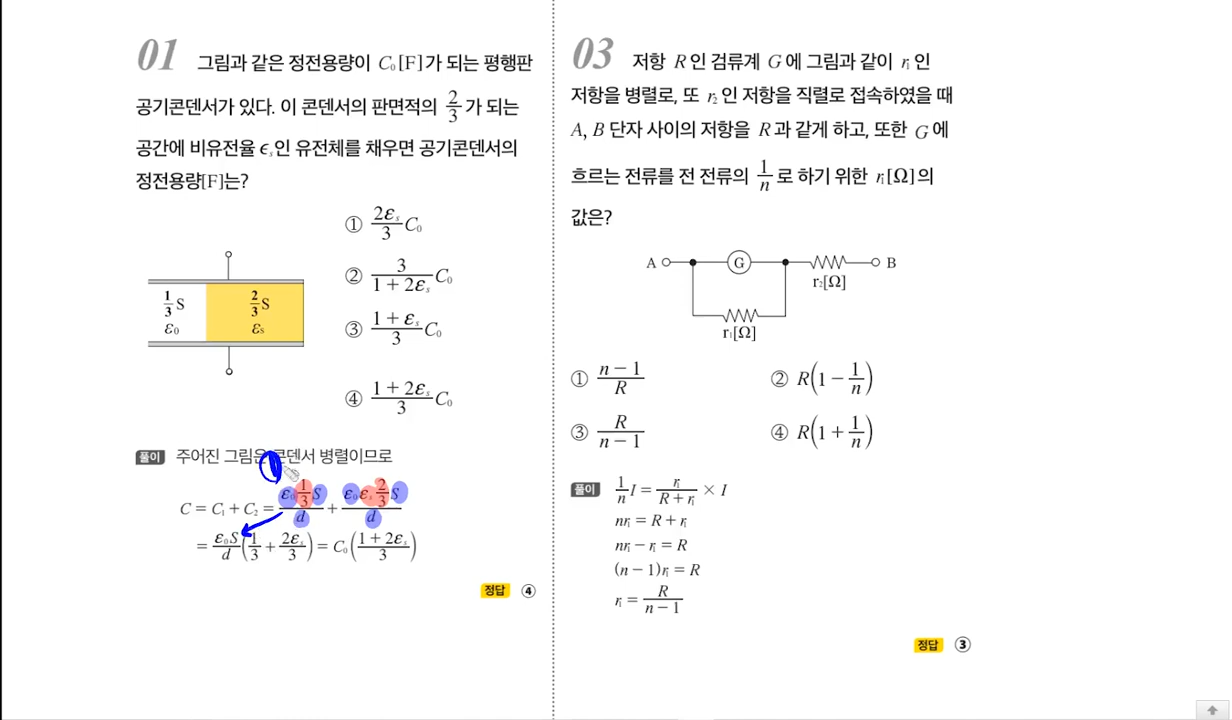 01 그림과 같은 정전용량이 C₀[F]가 되는 평행판
공기콘덴서가 있다. 이 콘덴서의 판면적의 2/3가 되는
공간에 비유전율 ϵₛ인 유전체를 채우면 공기콘덴서의
정전용량[F]는?
1/3 S
ε₀
2/3 S
εs
① 2εₛ/3 C₀
② 3/(1+2εₛ) C₀
③ (1+εₛ)/3 C₀
④ (1+2εₛ)/3 C₀
풀이 주어진 그림은 콘덴서 병렬이므로
C = C₁ + C₂ = (ε₀ 1/3 S)/d + (ε₀ εₛ 2/3 S)/d
= ε₀S/d (1/3 + 2εₛ/3) = C₀((1+2εₛ)/3)
정답 ④
03 저항 R인 검류계 G에 그림과 같이 r₁인
저항을 병렬로, 또 r₂인 저항을 직렬로 접속하였을 때
A, B 단자 사이의 저항을 R과 같게 하고, 또한 G에
흐르는 전류를 전 전류의 1/n로 하기 위한 r₁[Ω]의
값은?
A G B
r₂[Ω]
r₁[Ω]
① (n−1)/R ② R(1−1/n)
③ R/(n−1) ④ R(1+1/n)
풀이 1/n I = r₁/(R+r₁) × I
nr₁ = R + r₁
nr₁ − r₁ = R
(n−1)r₁ = R
r₁ = R/(n−1)
정답 ③